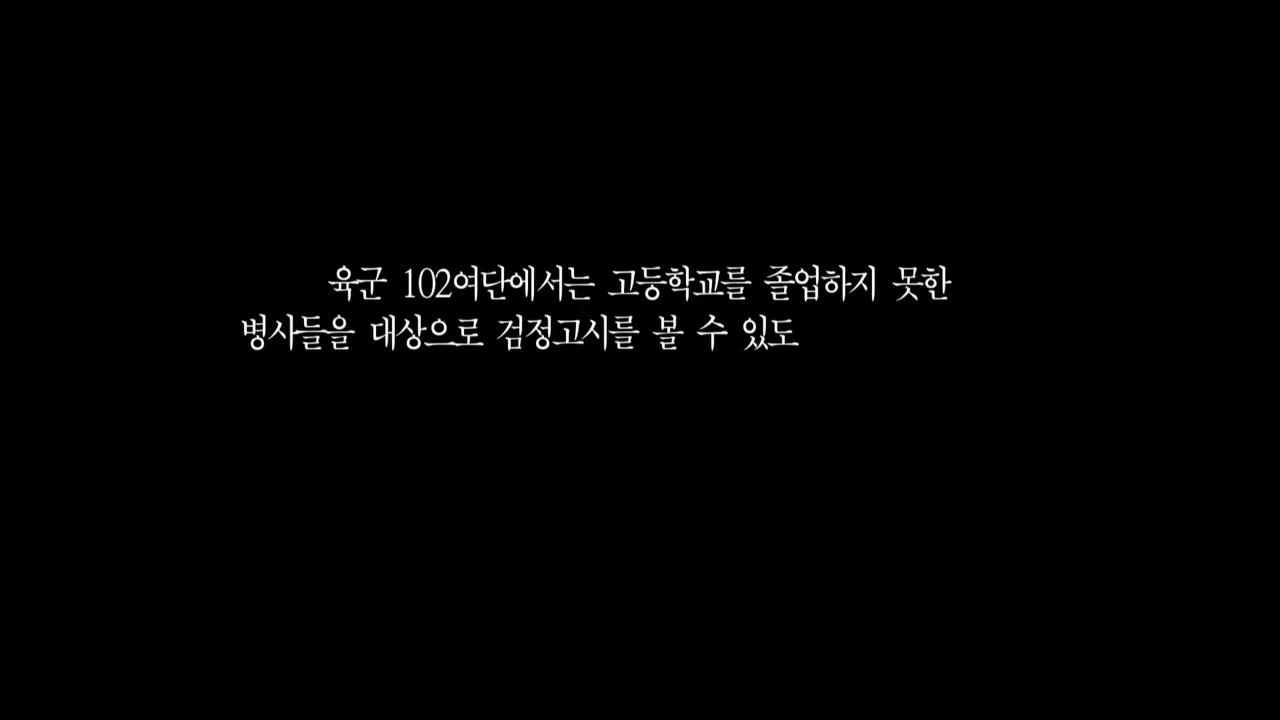 육군 102여단에서는 고등학교를 졸업하지 못한
병사들을 대상으로 검정고시를 볼 수 있도